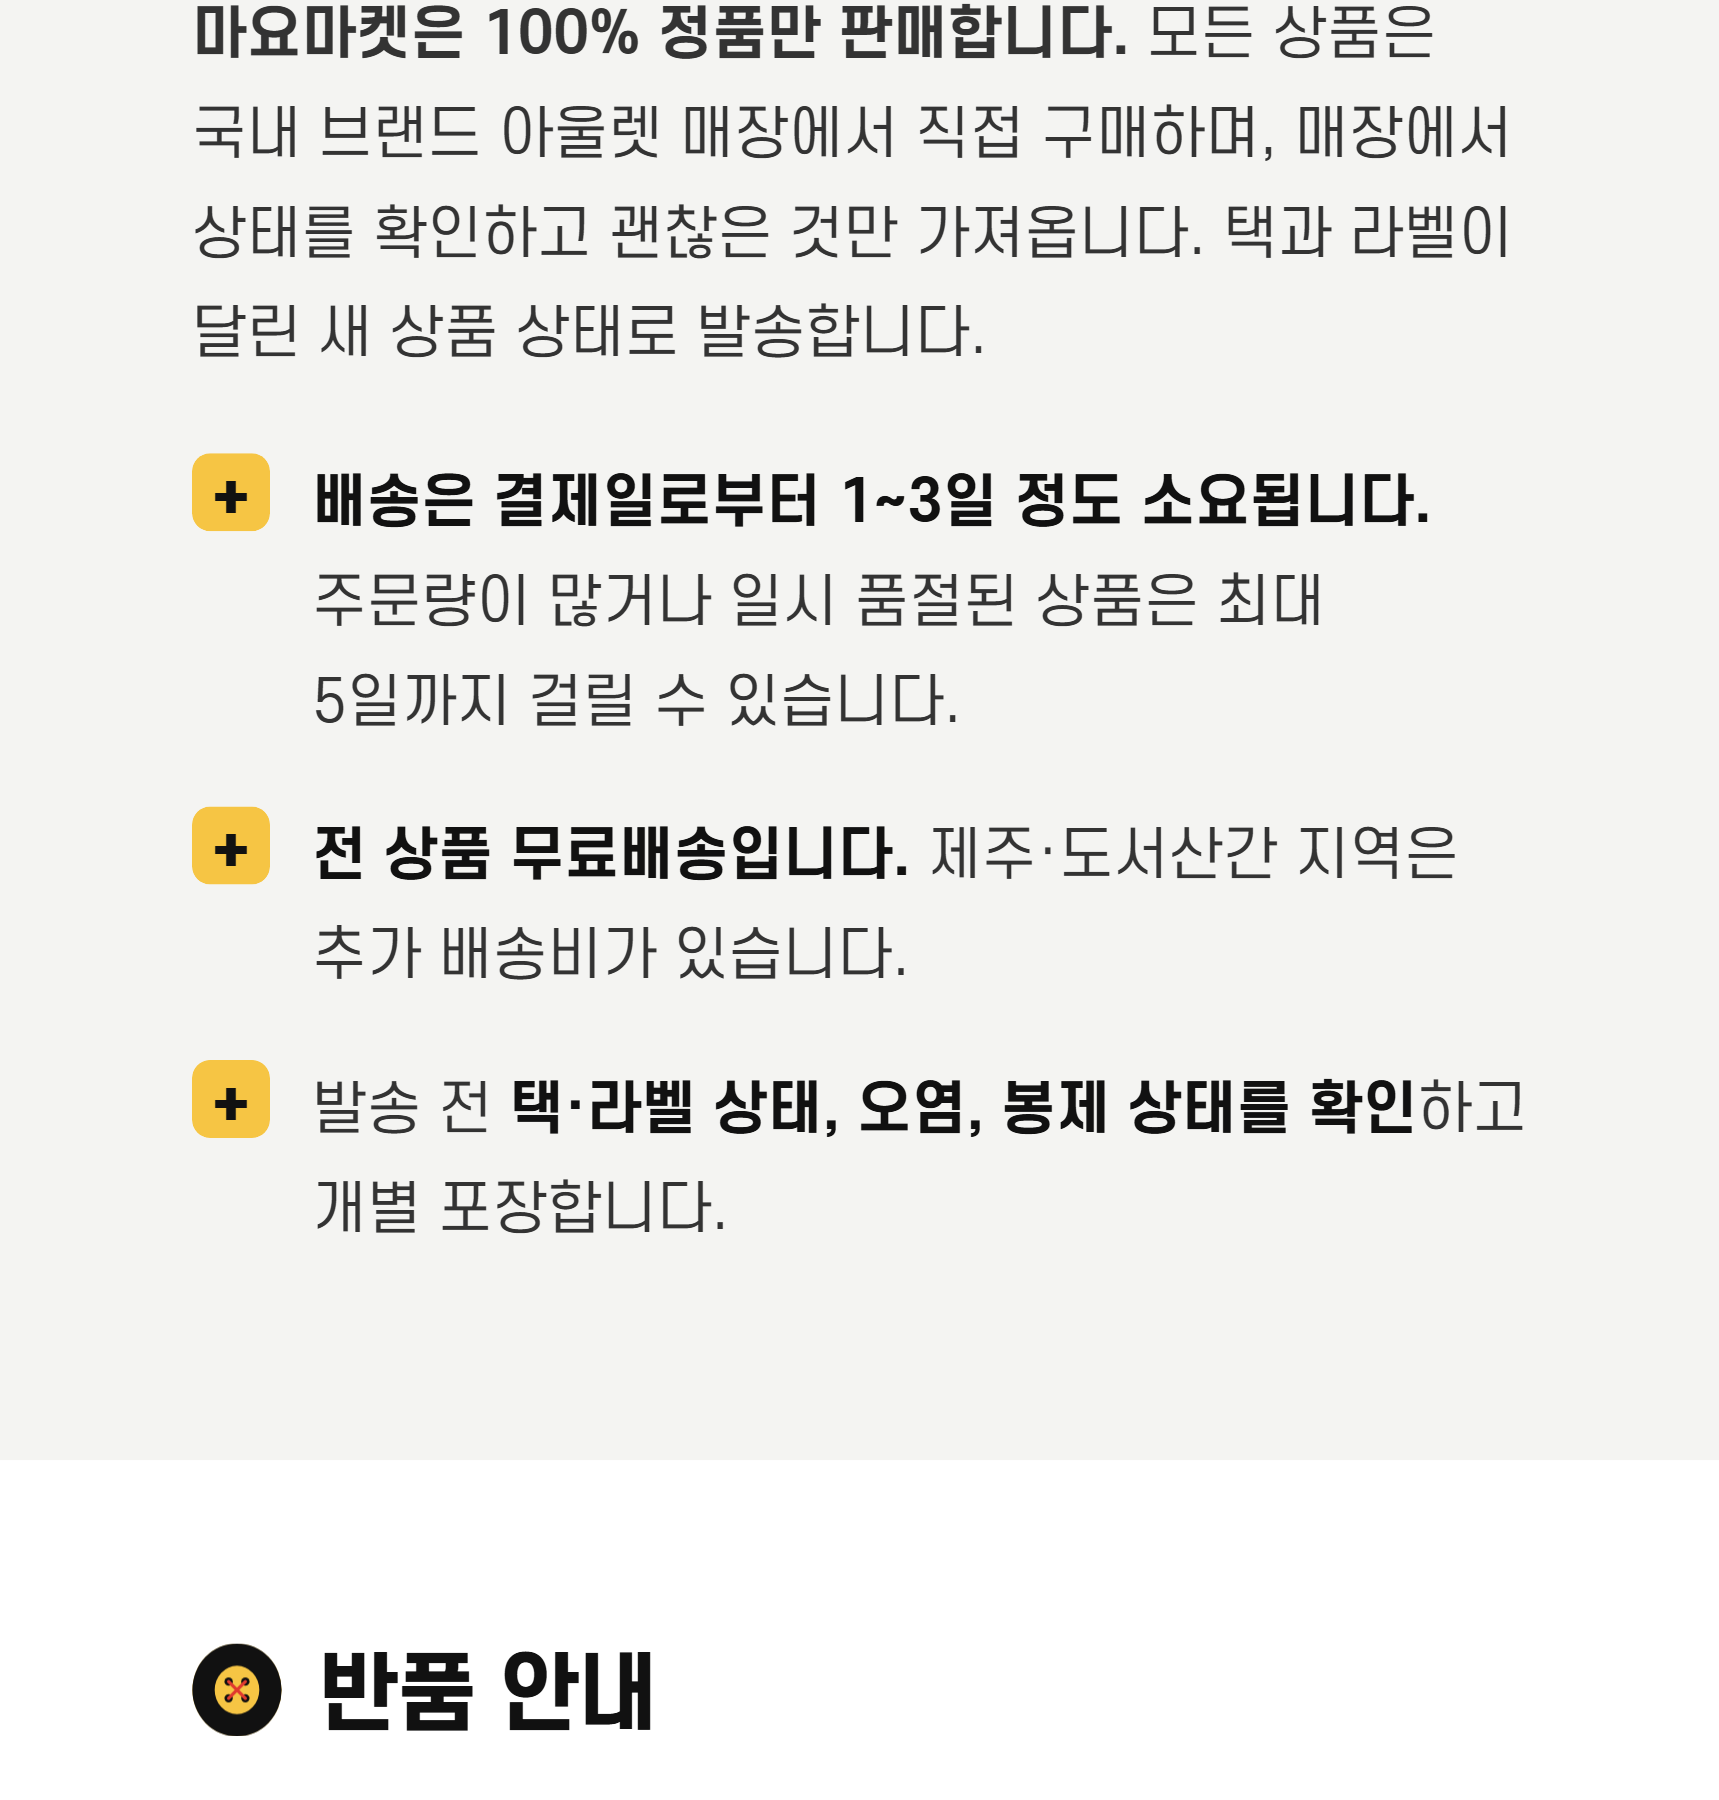 마요마켓은 100% 정품만 판매합니다. 모든 상품은
국내 브랜드 아울렛 매장에서 직접 구매하며, 매장에서
상태를 확인하고 괜찮은 것만 가져옵니다. 택과 라벨이
달린 새 상품 상태로 발송합니다.
+ 배송은 결제일로부터 1~3일 정도 소요됩니다.
주문량이 많거나 일시 품절된 상품은 최대
5일까지 걸릴 수 있습니다.
+ 전 상품 무료배송입니다. 제주·도서산간 지역은
추가 배송비가 있습니다.
+ 발송 전 택·라벨 상태, 오염, 봉제 상태를 확인하고
개별 포장합니다.
반품 안내